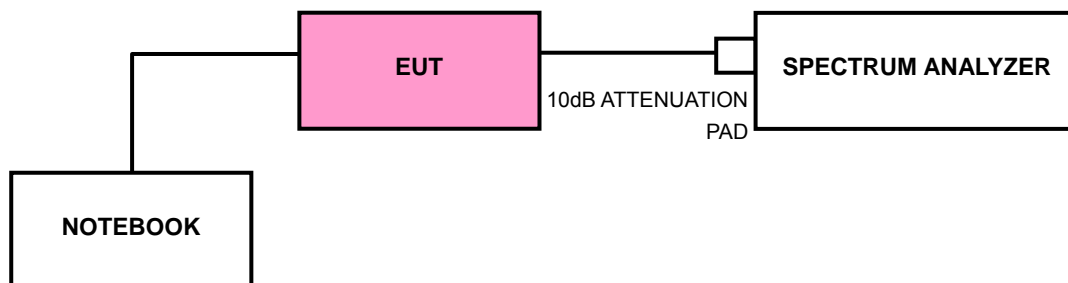 EUT
SPECTRUM ANALYZER
10dB ATTENUATION
PAD
NOTEBOOK